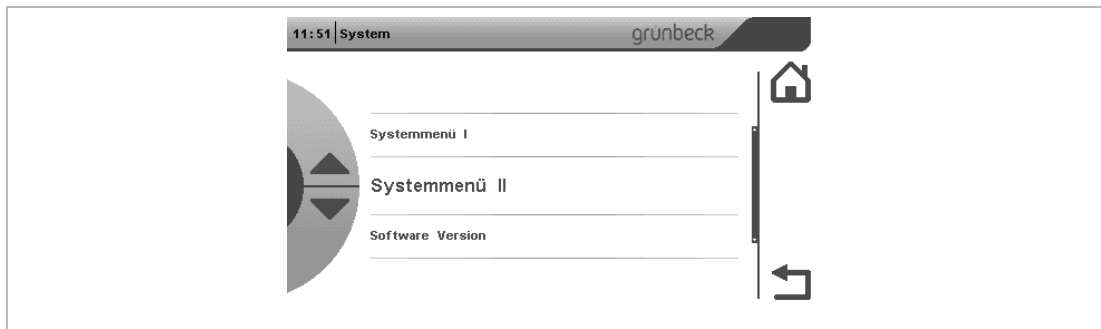 11:51 System grünbeck
Systemmenü I
Systemmenü II
Software Version